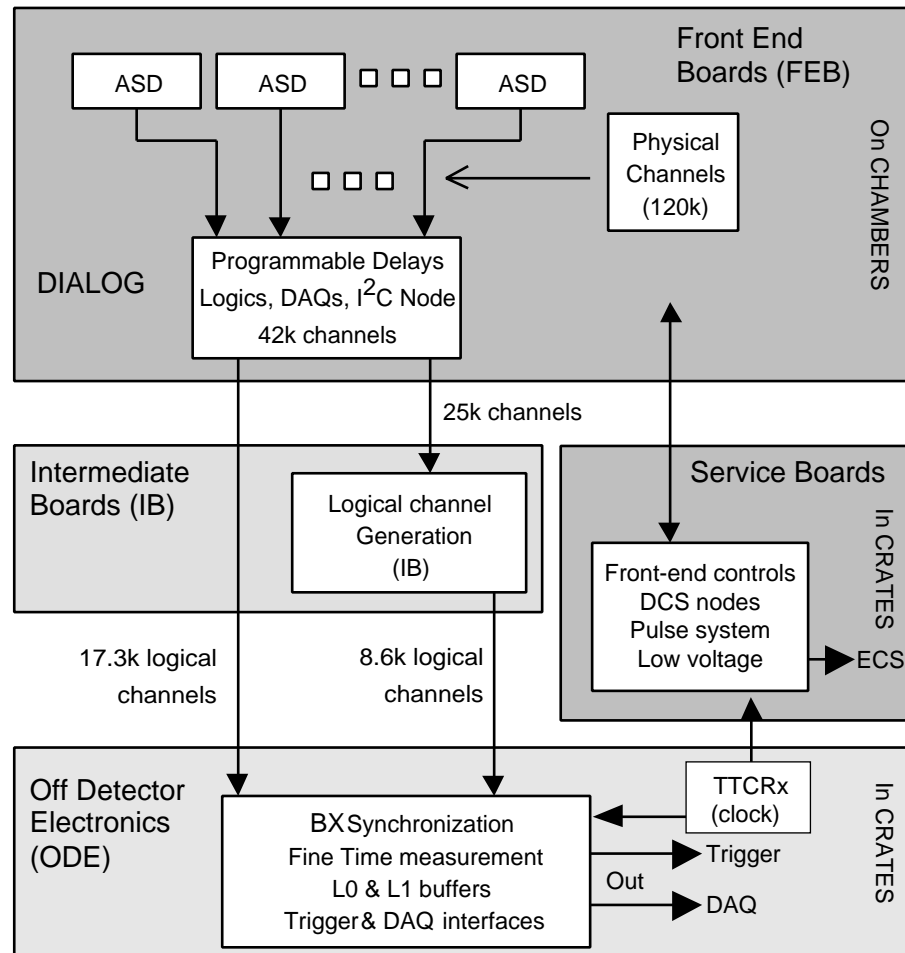 Front End
Boards (FEB)
ASD
ASD
ASD
On CHAMBERS
Physical
Channels
(120k)
DIALOG
Programmable Delays
Logics, DAQs, I²C Node
42k channels
25k channels
Intermediate
Boards (IB)
Logical channel
Generation
(IB)
Service Boards
In CRATES
Front-end controls
DCS nodes
Pulse system
Low voltage
ECS
17.3k logical
channels
8.6k logical
channels
Off Detector
Electronics
(ODE)
TTCRx
(clock)
In CRATES
BX Synchronization
Fine Time measurement
L0 & L1 buffers
Trigger & DAQ interfaces
Out
Trigger
DAQ